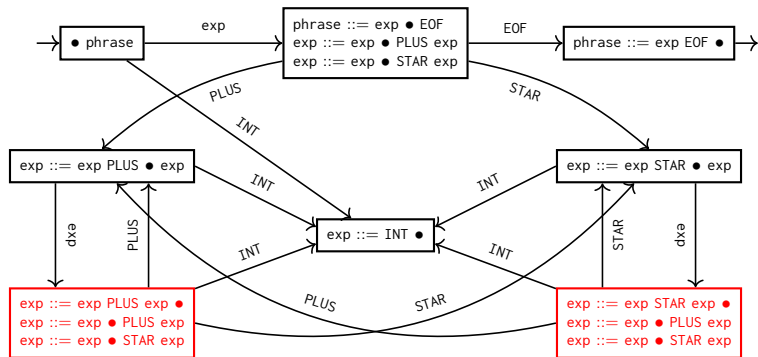 exp
EOF
● phrase
phrase ::= exp ● EOF
exp ::= exp ● PLUS exp
exp ::= exp ● STAR exp
phrase ::= exp EOF ●
PLUS
INT
STAR
exp ::= exp PLUS ● exp
exp ::= exp STAR ● exp
INT
INT
exp
PLUS
exp ::= INT ●
STAR
exp
INT
INT
exp ::= exp PLUS exp ●
exp ::= exp ● PLUS exp
exp ::= exp ● STAR exp
PLUS
STAR
exp ::= exp STAR exp ●
exp ::= exp ● PLUS exp
exp ::= exp ● STAR exp